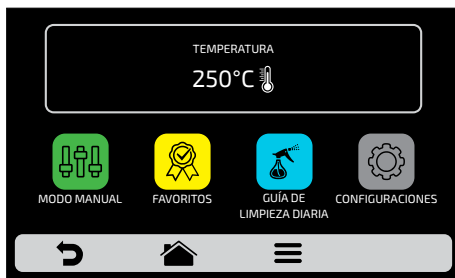 TEMPERATURA
250°C
MODO MANUAL
FAVORITOS
GUÍA DE
LIMPIEZA DIARIA
CONFIGURACIONES